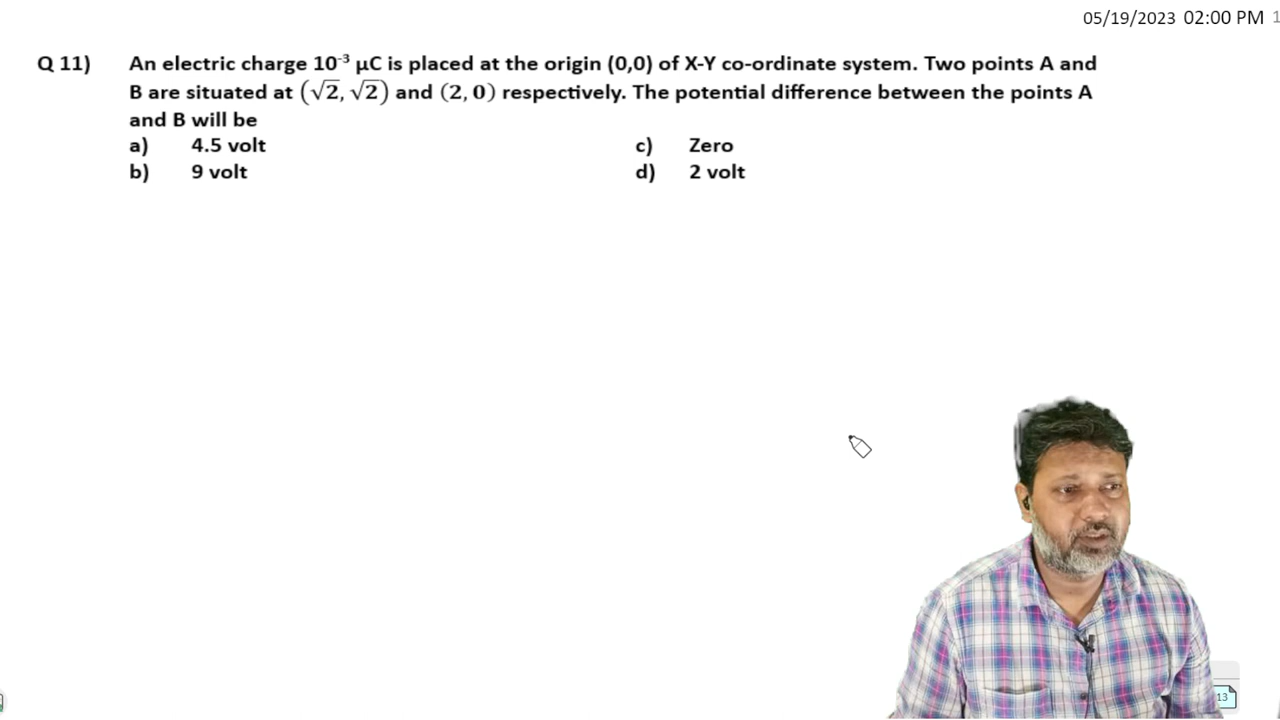 05/19/2023 02:00 PM 1
Q 11) An electric charge 10⁻³ μC is placed at the origin (0,0) of X-Y co-ordinate system. Two points A and
B are situated at (√2, √2) and (2, 0) respectively. The potential difference between the points A
and B will be
a) 4.5 volt c) Zero
b) 9 volt d) 2 volt
13